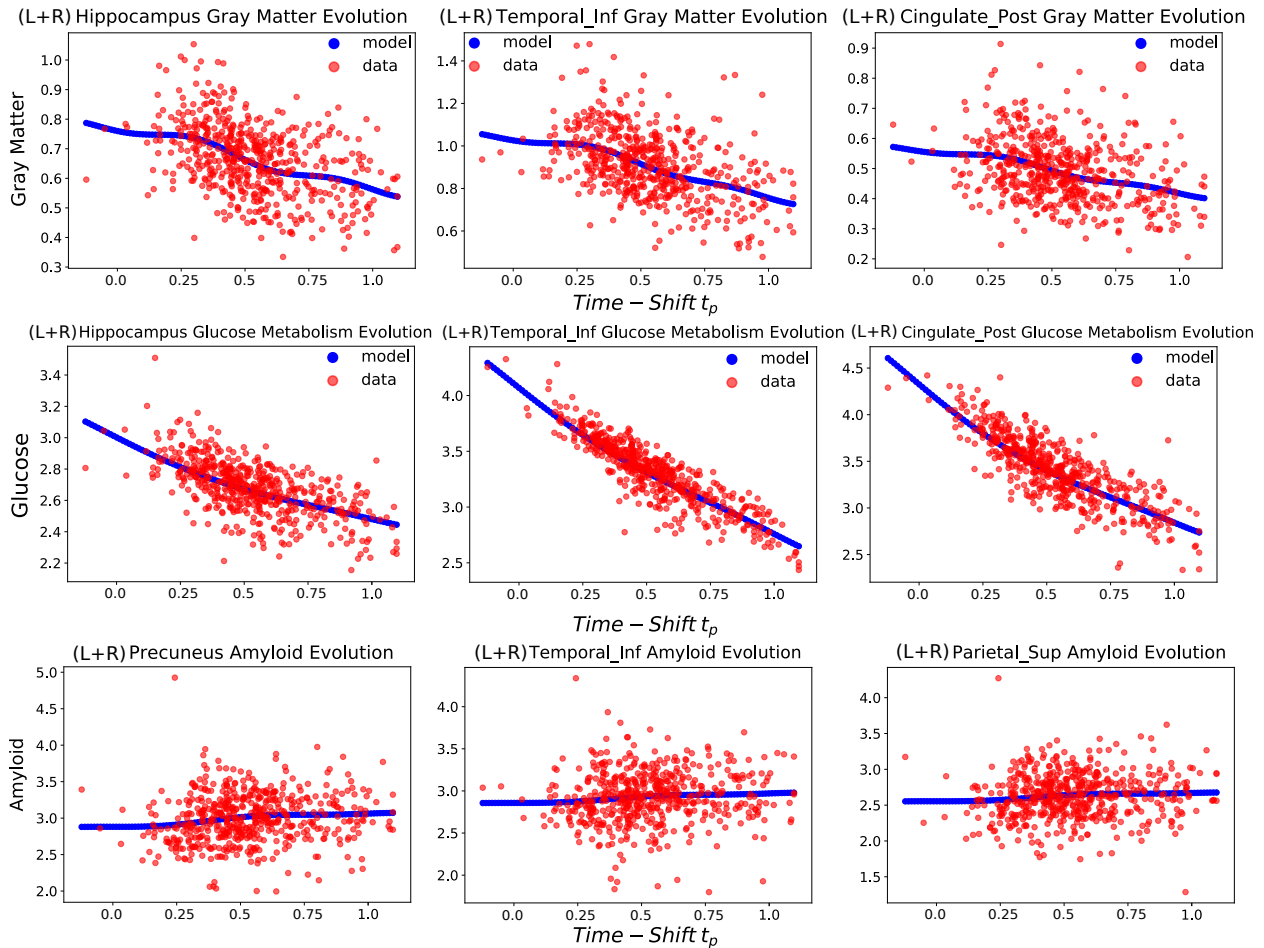 (L+R) Hippocampus Gray Matter Evolution
(L+R) Temporal_Inf Gray Matter Evolution
(L+R) Cingulate_Post Gray Matter Evolution
model
data
model
data
model
data
Gray Matter
1.0
0.9
0.8
0.7
0.6
0.5
0.4
0.3
1.4
1.2
1.0
0.8
0.6
0.9
0.8
0.7
0.6
0.5
0.4
0.3
0.2
0.0 0.25 0.5 0.75 1.0
0.0 0.25 0.5 0.75 1.0
0.0 0.25 0.5 0.75 1.0
Time − Shift tp
(L+R) Hippocampus Glucose Metabolism Evolution
(L+R) Temporal_Inf Glucose Metabolism Evolution
(L+R) Cingulate_Post Glucose Metabolism Evolution
model
data
model
data
model
data
Glucose
3.4
3.2
3.0
2.8
2.6
2.4
2.2
4.0
3.5
3.0
2.5
4.5
4.0
3.5
3.0
2.5
0.0 0.25 0.5 0.75 1.0
0.0 0.25 0.5 0.75 1.0
0.0 0.25 0.5 0.75 1.0
Time − Shift tp
(L+R) Precuneus Amyloid Evolution
(L+R) Temporal_Inf Amyloid Evolution
(L+R) Parietal_Sup Amyloid Evolution
Amyloid
5.0
4.5
4.0
3.5
3.0
2.5
2.0
4.0
3.5
3.0
2.5
2.0
4.0
3.5
3.0
2.5
2.0
1.5
0.0 0.25 0.5 0.75 1.0
0.0 0.25 0.5 0.75 1.0
0.0 0.25 0.5 0.75 1.0
Time − Shift tp